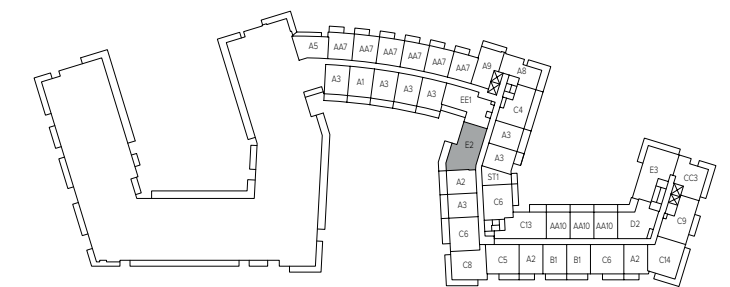 A5 AA7 AA7 AA7 AA7 AA7 AA7 A9 A8
A3 A1 A3 A3 A3 EE1 C4
A3
E2
A3
E3
CC3
A2 ST1
A3 C6
C9
C6 C13 AA10 AA10 AA10 D2
C8 C5 A2 B1 B1 C6 A2 C14